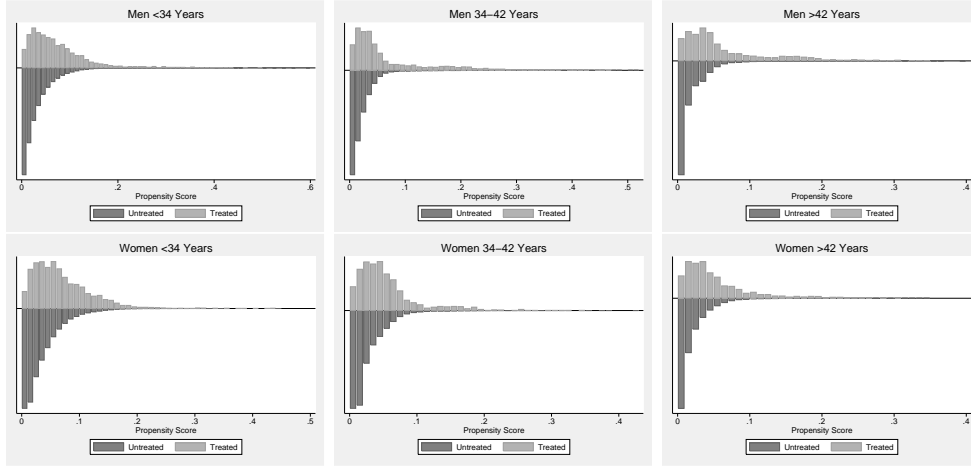 Men <34 Years
0 .2 .4 .6
Propensity Score
Untreated Treated
Men 34–42 Years
0 .1 .2 .3 .4 .5
Propensity Score
Untreated Treated
Men >42 Years
0 .1 .2 .3 .4
Propensity Score
Untreated Treated
Women <34 Years
0 .1 .2 .3 .4 .5
Propensity Score
Untreated Treated
Women 34–42 Years
0 .1 .2 .3 .4
Propensity Score
Untreated Treated
Women >42 Years
0 .1 .2 .3 .4
Propensity Score
Untreated Treated